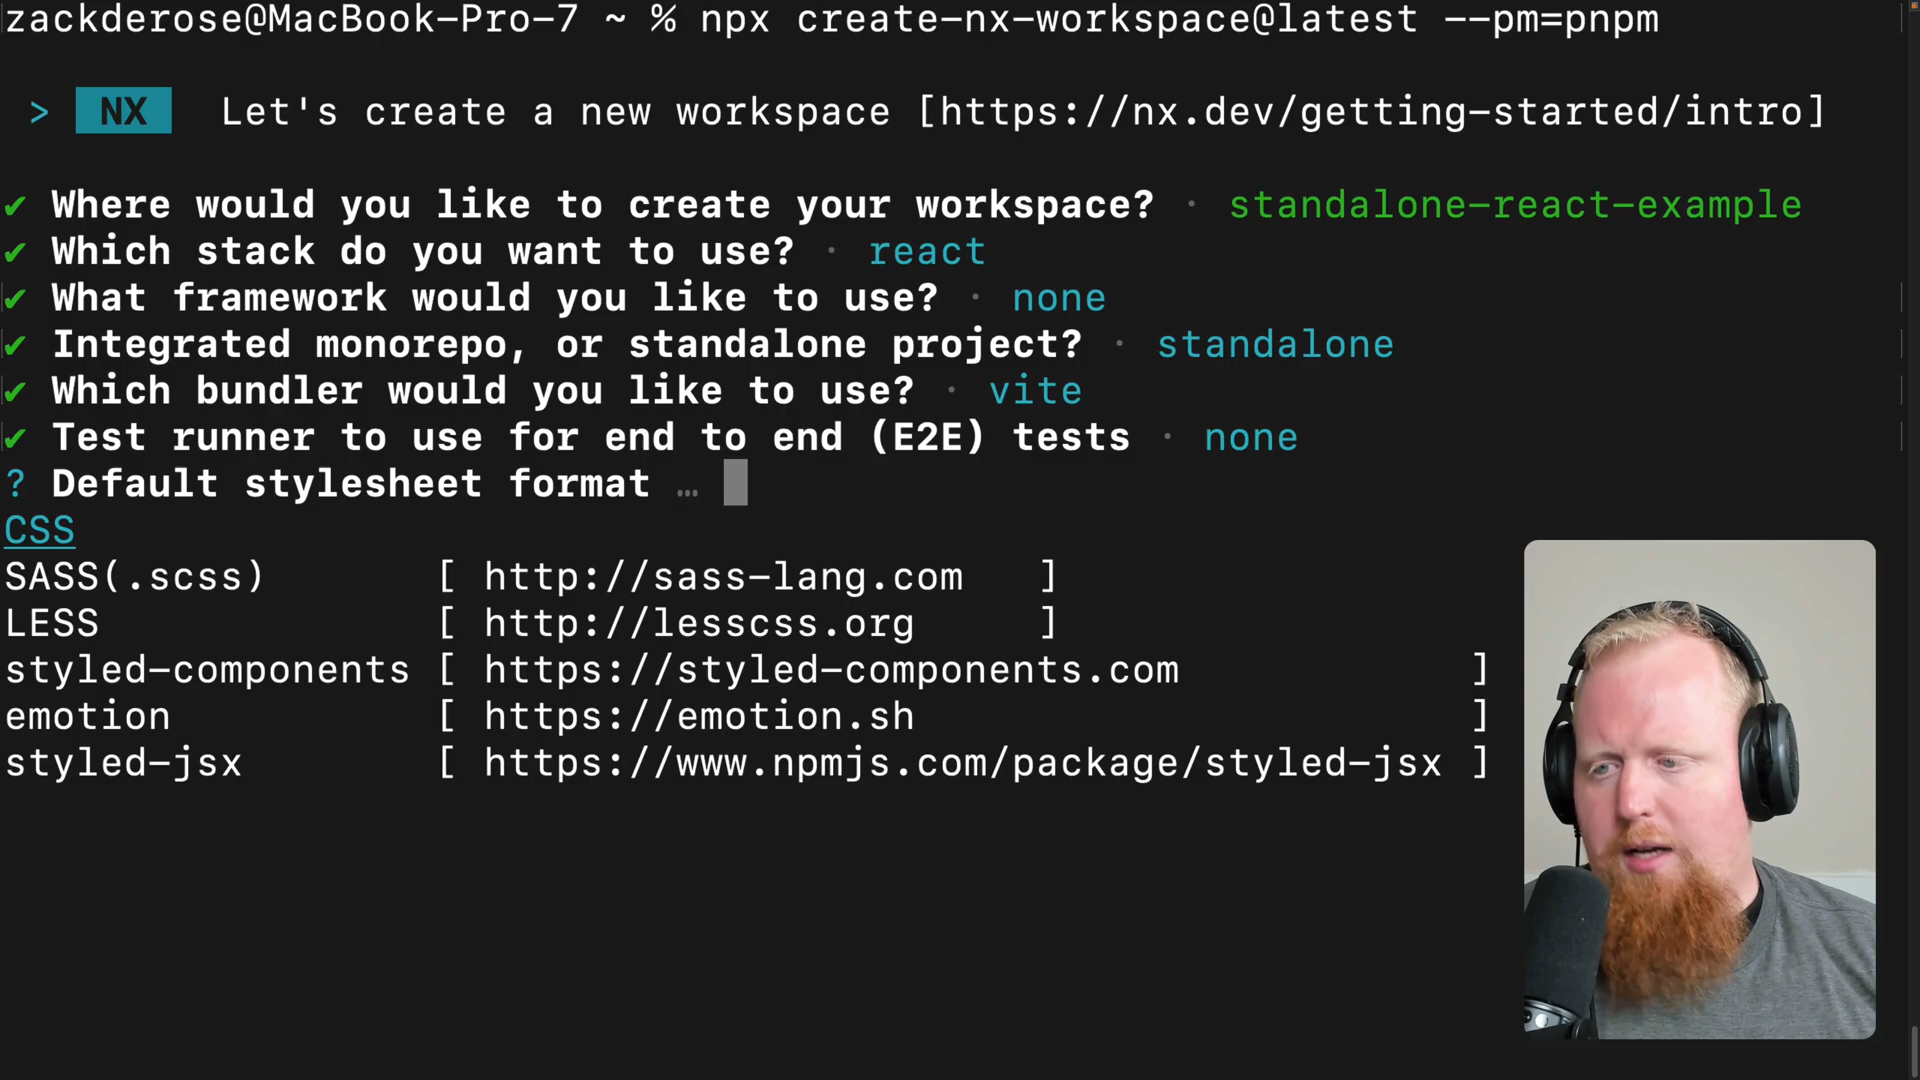 zackderose@MacBook-Pro-7 ~ % npx create-nx-workspace@latest --pm=pnpm
> NX Let's create a new workspace [https://nx.dev/getting-started/intro]
✔ Where would you like to create your workspace? · standalone-react-example
✔ Which stack do you want to use? · react
✔ What framework would you like to use? · none
✔ Integrated monorepo, or standalone project? · standalone
✔ Which bundler would you like to use? · vite
✔ Test runner to use for end to end (E2E) tests · none
? Default stylesheet format …
CSS
SASS(.scss) [ http://sass-lang.com ]
LESS [ http://lesscss.org ]
styled-components [ https://styled-components.com ]
emotion [ https://emotion.sh ]
styled-jsx [ https://www.npmjs.com/package/styled-jsx ]